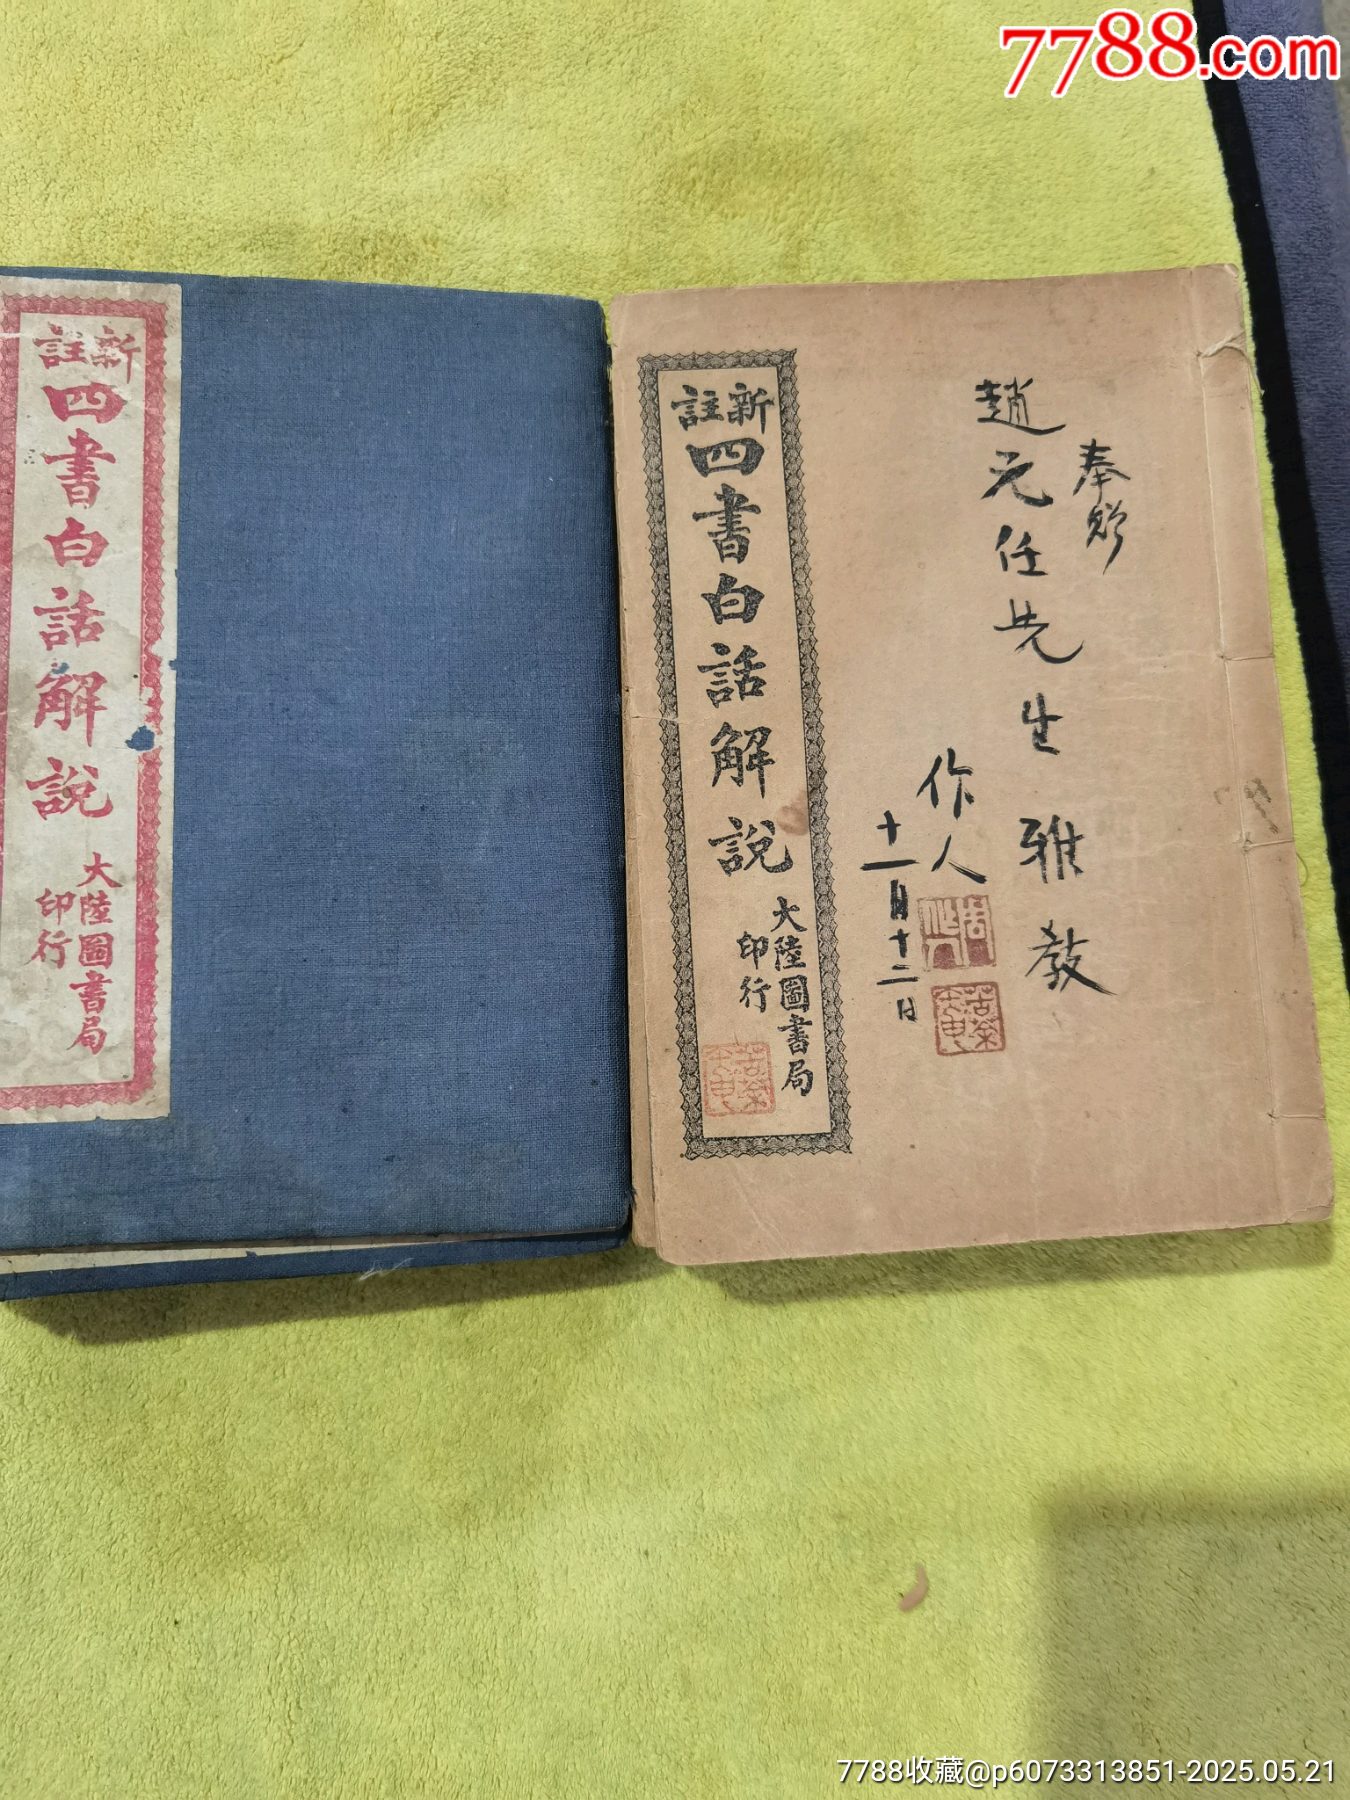 7788.com
新註
四書白話解說
大陸圖書局
印行
奉贈
趙元任先生雅教
作人
十一月十二日
周作人
新註
四書白話解說
大陸圖書局
印行
7788收藏@p6073313851-2025.05.21